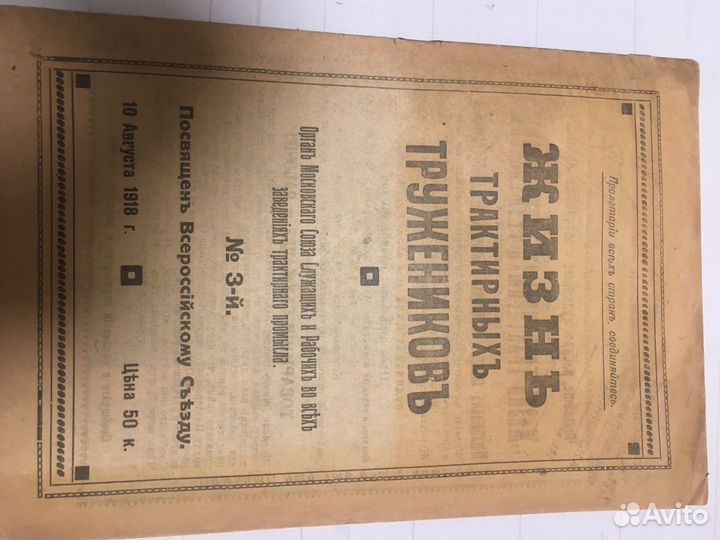 Пролетаріи всѣхъ странъ, соединяйтесь.
ЖИЗНЬ
ТРАКТИРНЫХЪ
ТРУЖЕНИКОВЪ
Органъ Московскаго Союза Служащихъ и Рабочихъ во всѣхъ
заведеніяхъ трактирнаго промысла.
№ 3-й.
Посвященъ Всероссійскому Съѣзду.
10 Августа 1918 г.
Цѣна 50 к.
Avito